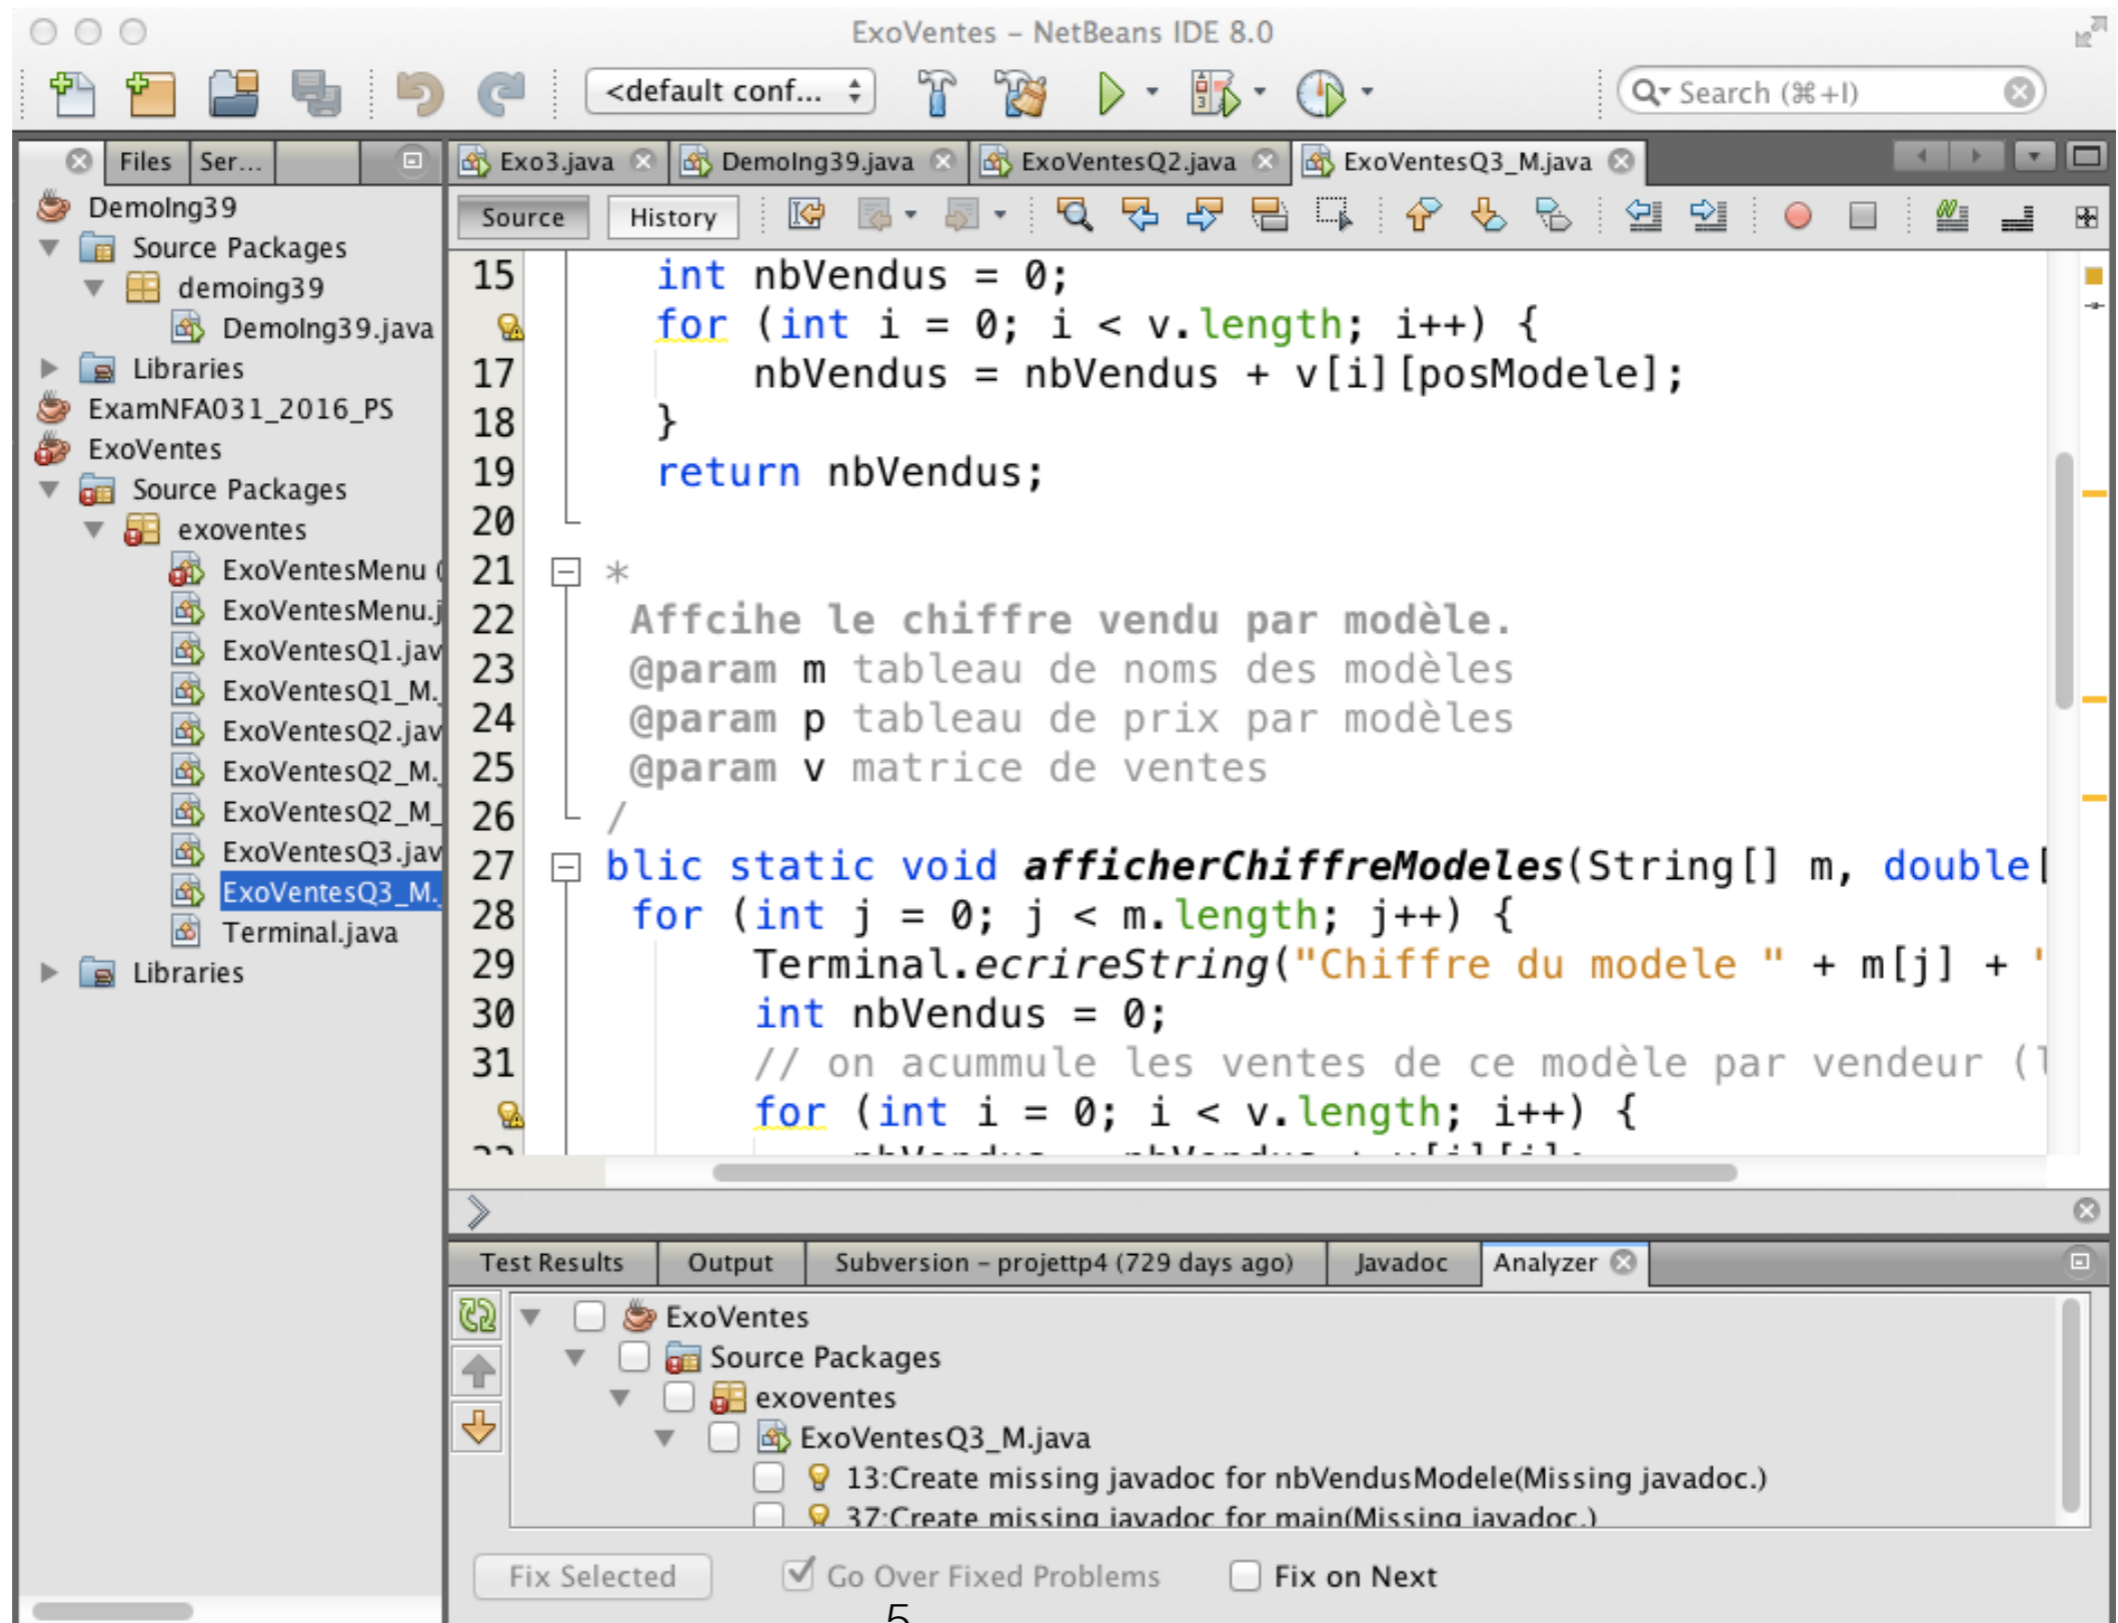 ExoVentes – NetBeans IDE 8.0
<default conf...
Search (⌘+I)
Files
Ser...
Exo3.java
DemoIng39.java
ExoVentesQ2.java
ExoVentesQ3_M.java
DemoIng39
Source Packages
demoing39
DemoIng39.java
Libraries
ExamNFA031_2016_PS
ExoVentes
Source Packages
exoventes
ExoVentesMenu (
ExoVentesMenu.j
ExoVentesQ1.jav
ExoVentesQ1_M.
ExoVentesQ2.jav
ExoVentesQ2_M.
ExoVentesQ2_M_
ExoVentesQ3.jav
ExoVentesQ3_M.
Terminal.java
Libraries
Source
History
15 int nbVendus = 0;
for (int i = 0; i < v.length; i++) {
17 nbVendus = nbVendus + v[i][posModele];
18 }
19 return nbVendus;
20
21 *
22 Affcihe le chiffre vendu par modèle.
23 @param m tableau de noms des modèles
24 @param p tableau de prix par modèles
25 @param v matrice de ventes
26 /
27 blic static void afficherChiffreModeles(String[] m, double[
28 for (int j = 0; j < m.length; j++) {
29 Terminal.ecrireString("Chiffre du modele " + m[j] + "
30 int nbVendus = 0;
31 // on acummule les ventes de ce modèle par vendeur (l
for (int i = 0; i < v.length; i++) {
Test Results
Output
Subversion – projettp4 (729 days ago)
Javadoc
Analyzer
ExoVentes
Source Packages
exoventes
ExoVentesQ3_M.java
13:Create missing javadoc for nbVendusModele(Missing javadoc.)
37:Create missing javadoc for main(Missing javadoc.)
Fix Selected
Go Over Fixed Problems
Fix on Next
5